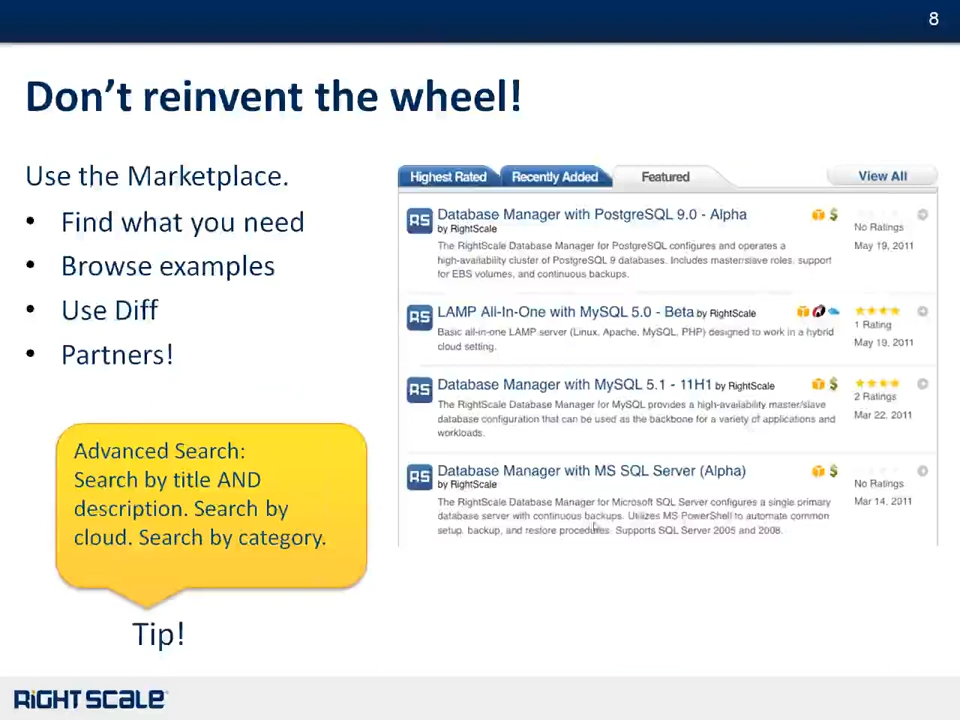 8
Don't reinvent the wheel!
Use the Marketplace.
• Find what you need
• Browse examples
• Use Diff
• Partners!
Advanced Search:
Search by title AND
description. Search by
cloud. Search by category.
Tip!
Highest Rated Recently Added Featured View All
RS Database Manager with PostgreSQL 9.0 - Alpha $
by RightScale
No Ratings
May 19, 2011
The RightScale Database Manager for PostgreSQL configures and operates a
high-availability cluster of PostgreSQL 9 databases. Includes master/slave roles, support
for EBS volumes, and continuous backups.
RS LAMP All-In-One with MySQL 5.0 - Beta by RightScale
1 Rating
May 19, 2011
Basic all-in-one LAMP server (Linux, Apache, MySQL, PHP) designed to work in a hybrid
cloud setting.
RS Database Manager with MySQL 5.1 - 11H1 by RightScale $
2 Ratings
Mar 22, 2011
The RightScale Database Manager for MySQL provides a high-availability master/slave
database configuration that can be used as the backbone for a variety of applications and
workloads.
RS Database Manager with MS SQL Server (Alpha) $
by RightScale
No Ratings
Mar 14, 2011
The RightScale Database Manager for Microsoft SQL Server configures a single primary
database server with continuous backups. Utilizes MS PowerShell to automate common
setup, backup, and restore procedures. Supports SQL Server 2005 and 2008.
RIGHTSCALE